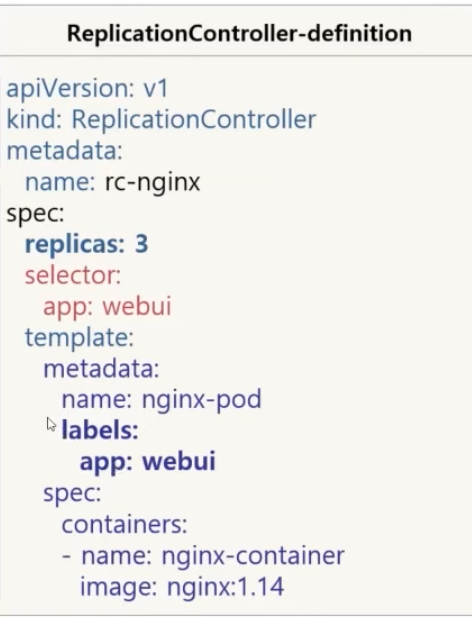 ReplicationController-definition
apiVersion: v1
kind: ReplicationController
metadata:
  name: rc-nginx
spec:
  replicas: 3
  selector:
    app: webui
  template:
    metadata:
      name: nginx-pod
      labels:
        app: webui
    spec:
      containers:
      - name: nginx-container
        image: nginx:1.14